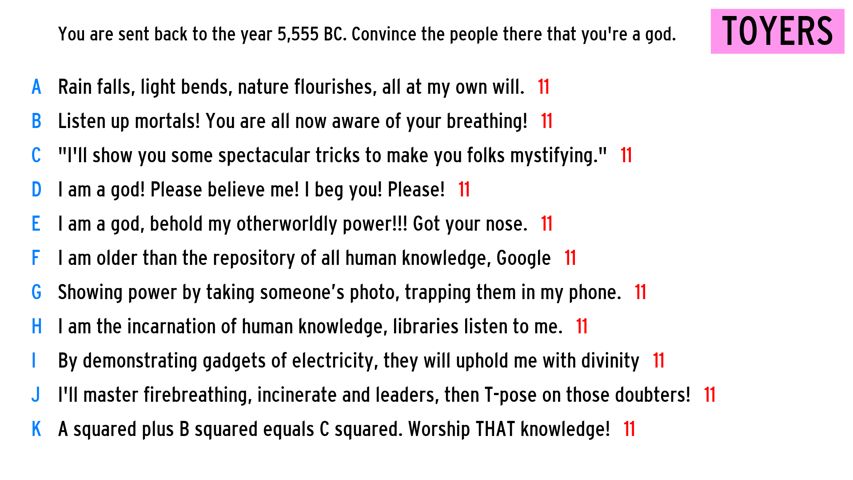 You are sent back to the year 5,555 BC. Convince the people there that you're a god.
TOYERS
A Rain falls, light bends, nature flourishes, all at my own will. 11
B Listen up mortals! You are all now aware of your breathing! 11
C "I'll show you some spectacular tricks to make you folks mystifying." 11
D I am a god! Please believe me! I beg you! Please! 11
E I am a god, behold my otherworldly power!!! Got your nose. 11
F I am older than the repository of all human knowledge, Google 11
G Showing power by taking someone’s photo, trapping them in my phone. 11
H I am the incarnation of human knowledge, libraries listen to me. 11
I By demonstrating gadgets of electricity, they will uphold me with divinity 11
J I'll master firebreathing, incinerate and leaders, then T-pose on those doubters! 11
K A squared plus B squared equals C squared. Worship THAT knowledge! 11